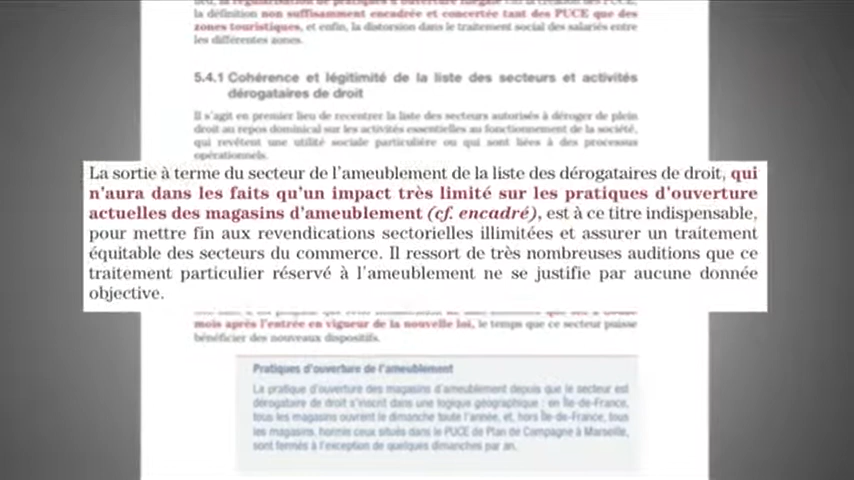 la définition non suffisamment encadrée et concertée tant des PUCE que des
zones touristiques, et enfin, la distorsion dans le traitement social des salariés entre
les différentes zones.
5.4.1 Cohérence et légitimité de la liste des secteurs et activités
dérogataires de droit
Il s'agit en premier lieu de recentrer la liste des secteurs autorisés à déroger de plein
droit au repos dominical sur les activités essentielles au fonctionnement de la société,
qui revêtent une utilité sociale particulière ou qui sont liées à des processus
opérationnels.
La sortie à terme du secteur de l'ameublement de la liste des dérogataires de droit, qui
n'aura dans les faits qu'un impact très limité sur les pratiques d'ouverture
actuelles des magasins d'ameublement (cf. encadré), est à ce titre indispensable,
pour mettre fin aux revendications sectorielles illimitées et assurer un traitement
équitable des secteurs du commerce. Il ressort de très nombreuses auditions que ce
traitement particulier réservé à l'ameublement ne se justifie par aucune donnée
objective.
mois après l'entrée en vigueur de la nouvelle loi, le temps que ce secteur puisse
bénéficier des nouveaux dispositifs.
Pratiques d'ouverture de l'ameublement
La pratique d'ouverture des magasins d'ameublement depuis que le secteur est
dérogataire de droit s'inscrit dans une logique géographique : en Île-de-France,
tous les magasins ouvrent le dimanche toute l'année, et, hors Île-de-France, tous
les magasins, hormis ceux situés dans le PUCE de Plan de Campagne à Marseille,
sont fermés à l'exception de quelques dimanches par an.